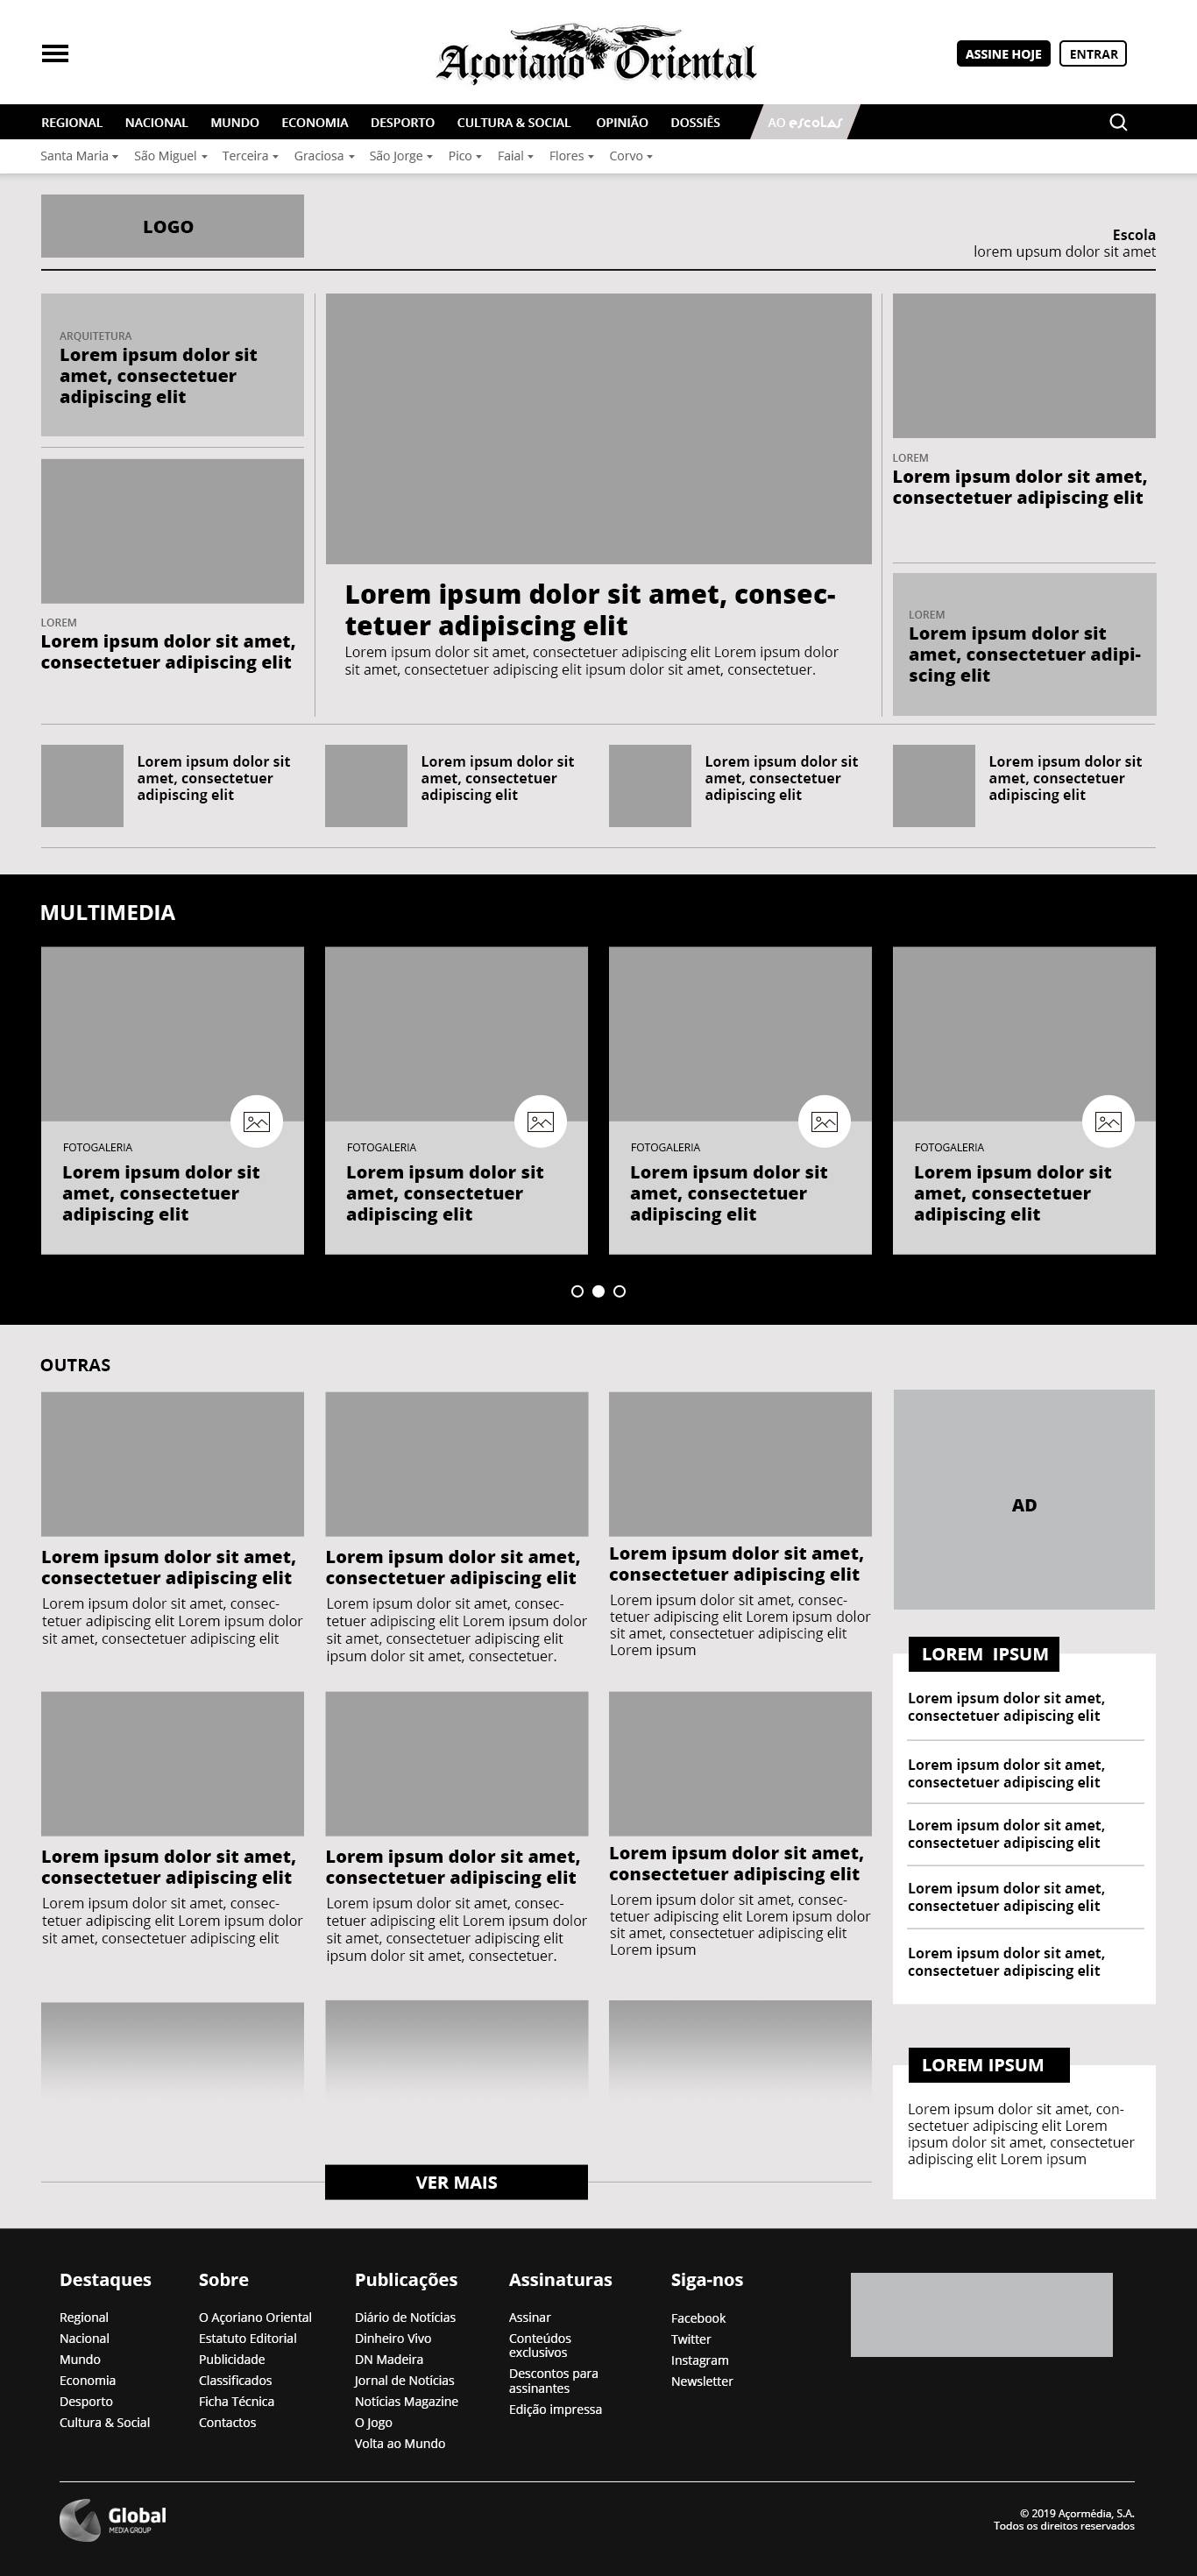 Açoriano Oriental
ASSINE HOJE
ENTRAR
REGIONAL NACIONAL MUNDO ECONOMIA DESPORTO CULTURA & SOCIAL OPINIÃO DOSSIÊS AO escolas
Santa Maria São Miguel Terceira Graciosa São Jorge Pico Faial Flores Corvo
LOGO
Escola
lorem upsum dolor sit amet
ARQUITETURA
Lorem ipsum dolor sit
amet, consectetuer
adipiscing elit
LOREM
Lorem ipsum dolor sit amet,
consectetuer adipiscing elit
Lorem ipsum dolor sit amet, consec-
tetuer adipiscing elit
Lorem ipsum dolor sit amet, consectetuer adipiscing elit Lorem ipsum dolor
sit amet, consectetuer adipiscing elit ipsum dolor sit amet, consectetuer.
LOREM
Lorem ipsum dolor sit amet,
consectetuer adipiscing elit
LOREM
Lorem ipsum dolor sit
amet, consectetuer adipi-
scing elit
Lorem ipsum dolor sit
amet, consectetuer
adipiscing elit
Lorem ipsum dolor sit
amet, consectetuer
adipiscing elit
Lorem ipsum dolor sit
amet, consectetuer
adipiscing elit
Lorem ipsum dolor sit
amet, consectetuer
adipiscing elit
MULTIMEDIA
FOTOGALERIA
Lorem ipsum dolor sit
amet, consectetuer
adipiscing elit
FOTOGALERIA
Lorem ipsum dolor sit
amet, consectetuer
adipiscing elit
FOTOGALERIA
Lorem ipsum dolor sit
amet, consectetuer
adipiscing elit
FOTOGALERIA
Lorem ipsum dolor sit
amet, consectetuer
adipiscing elit
OUTRAS
Lorem ipsum dolor sit amet,
consectetuer adipiscing elit
Lorem ipsum dolor sit amet, consec-
tetuer adipiscing elit Lorem ipsum dolor
sit amet, consectetuer adipiscing elit
Lorem ipsum dolor sit amet,
consectetuer adipiscing elit
Lorem ipsum dolor sit amet, consec-
tetuer adipiscing elit Lorem ipsum dolor
sit amet, consectetuer adipiscing elit
ipsum dolor sit amet, consectetuer.
Lorem ipsum dolor sit amet,
consectetuer adipiscing elit
Lorem ipsum dolor sit amet, consec-
tetuer adipiscing elit Lorem ipsum dolor
sit amet, consectetuer adipiscing elit
Lorem ipsum
Lorem ipsum dolor sit amet,
consectetuer adipiscing elit
Lorem ipsum dolor sit amet, consec-
tetuer adipiscing elit Lorem ipsum dolor
sit amet, consectetuer adipiscing elit
Lorem ipsum dolor sit amet,
consectetuer adipiscing elit
Lorem ipsum dolor sit amet, consec-
tetuer adipiscing elit Lorem ipsum dolor
sit amet, consectetuer adipiscing elit
ipsum dolor sit amet, consectetuer.
Lorem ipsum dolor sit amet,
consectetuer adipiscing elit
Lorem ipsum dolor sit amet, consec-
tetuer adipiscing elit Lorem ipsum dolor
sit amet, consectetuer adipiscing elit
Lorem ipsum
VER MAIS
AD
LOREM IPSUM
Lorem ipsum dolor sit amet,
consectetuer adipiscing elit
Lorem ipsum dolor sit amet,
consectetuer adipiscing elit
Lorem ipsum dolor sit amet,
consectetuer adipiscing elit
Lorem ipsum dolor sit amet,
consectetuer adipiscing elit
Lorem ipsum dolor sit amet,
consectetuer adipiscing elit
LOREM IPSUM
Lorem ipsum dolor sit amet, con-
sectetuer adipiscing elit Lorem
ipsum dolor sit amet, consectetuer
adipiscing elit Lorem ipsum
Destaques
Regional
Nacional
Mundo
Economia
Desporto
Cultura & Social
Sobre
O Açoriano Oriental
Estatuto Editorial
Publicidade
Classificados
Ficha Técnica
Contactos
Publicações
Diário de Notícias
Dinheiro Vivo
DN Madeira
Jornal de Notícias
Notícias Magazine
O Jogo
Volta ao Mundo
Assinaturas
Assinar
Conteúdos
exclusivos
Descontos para
assinantes
Edição impressa
Siga-nos
Facebook
Twitter
Instagram
Newsletter
Global
MEDIA GROUP
© 2019 Açormédia, S.A.
Todos os direitos reservados